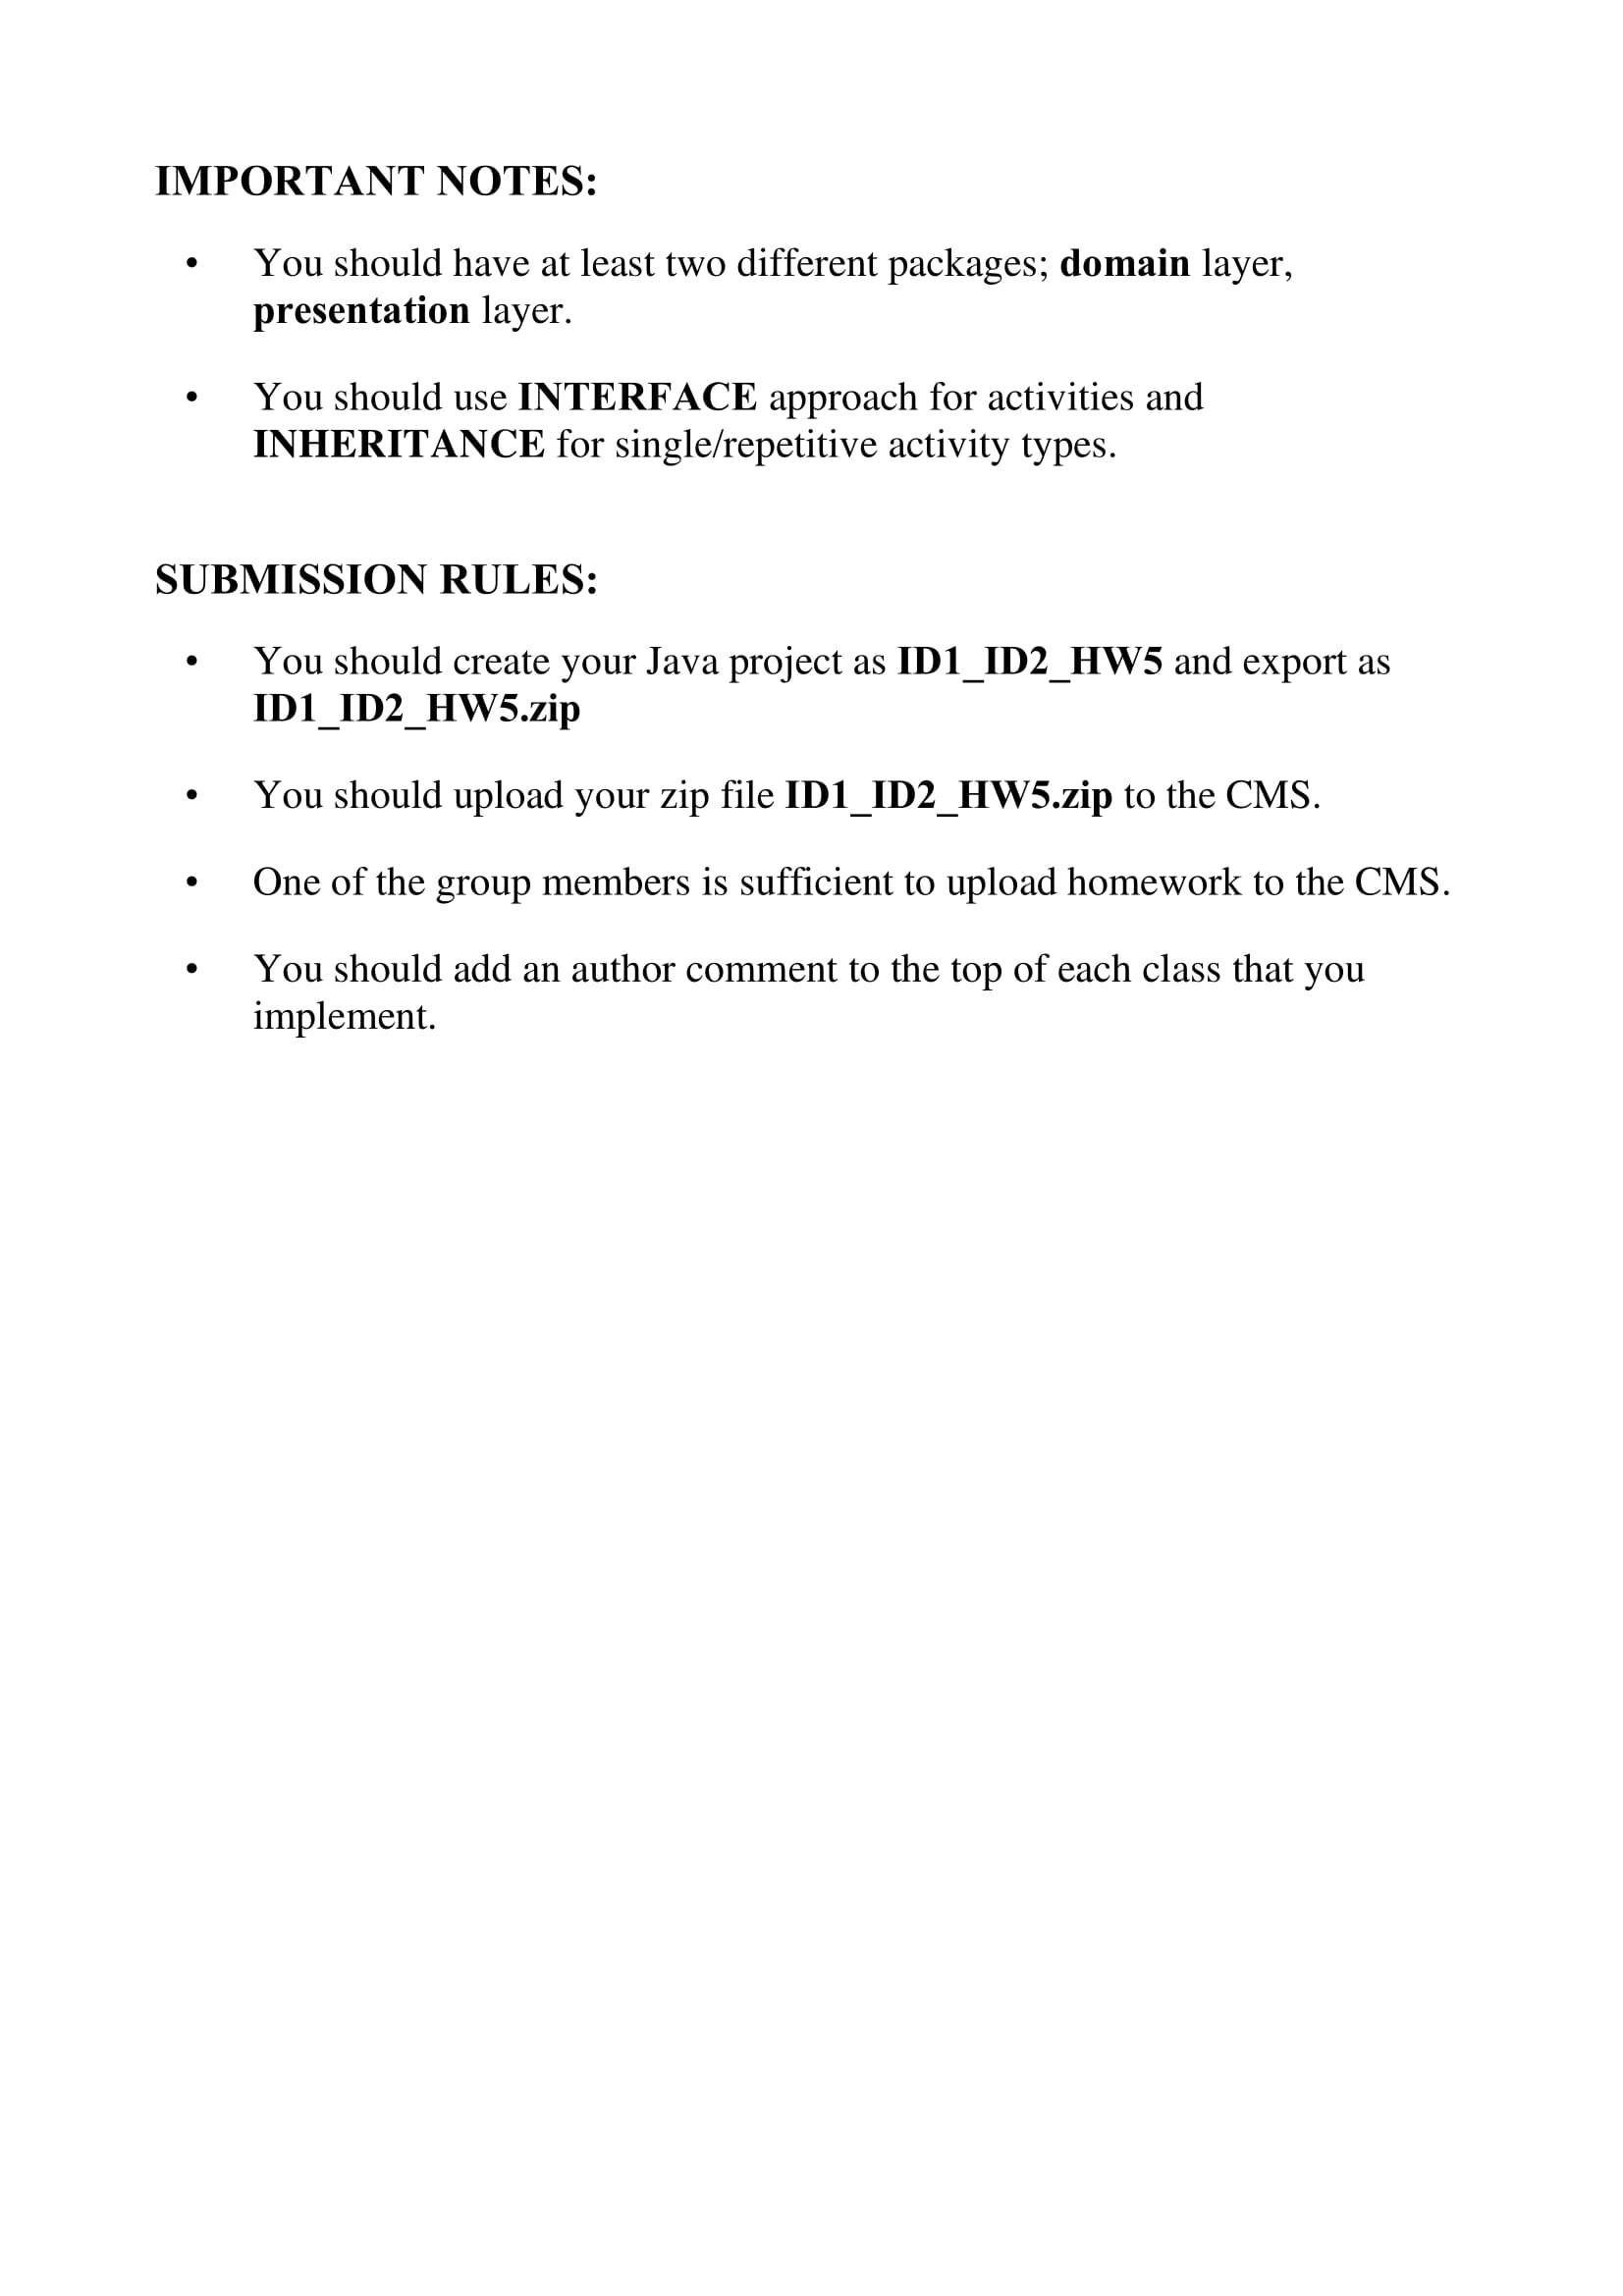 IMPORTANT NOTES:
• You should have at least two different packages; domain layer,
presentation layer.
• You should use INTERFACE approach for activities and
INHERITANCE for single/repetitive activity types.
SUBMISSION RULES:
• You should create your Java project as ID1_ID2_HW5 and export as
ID1_ID2_HW5.zip
• You should upload your zip file ID1_ID2_HW5.zip to the CMS.
• One of the group members is sufficient to upload homework to the CMS.
• You should add an author comment to the top of each class that you
implement.